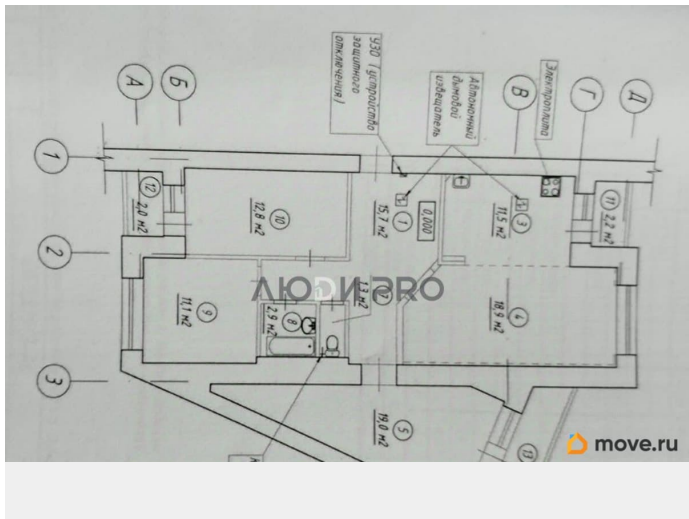 УЗО (устройство
защитного
отключения)
Автономный
дымовой
извещатель
Электроплита
А
Б
В
Г
Д
1
2
3
12
2,0 м2
10
12,8 м2
1
15,7 м2
0,000
3
11,5 м2
11
2,2 м2
9
11,1 м2
8
2,9 м2
7
1,3 м2
4
18,9 м2
5
19,0 м2
13
ЛЮДИ PRO
move.ru